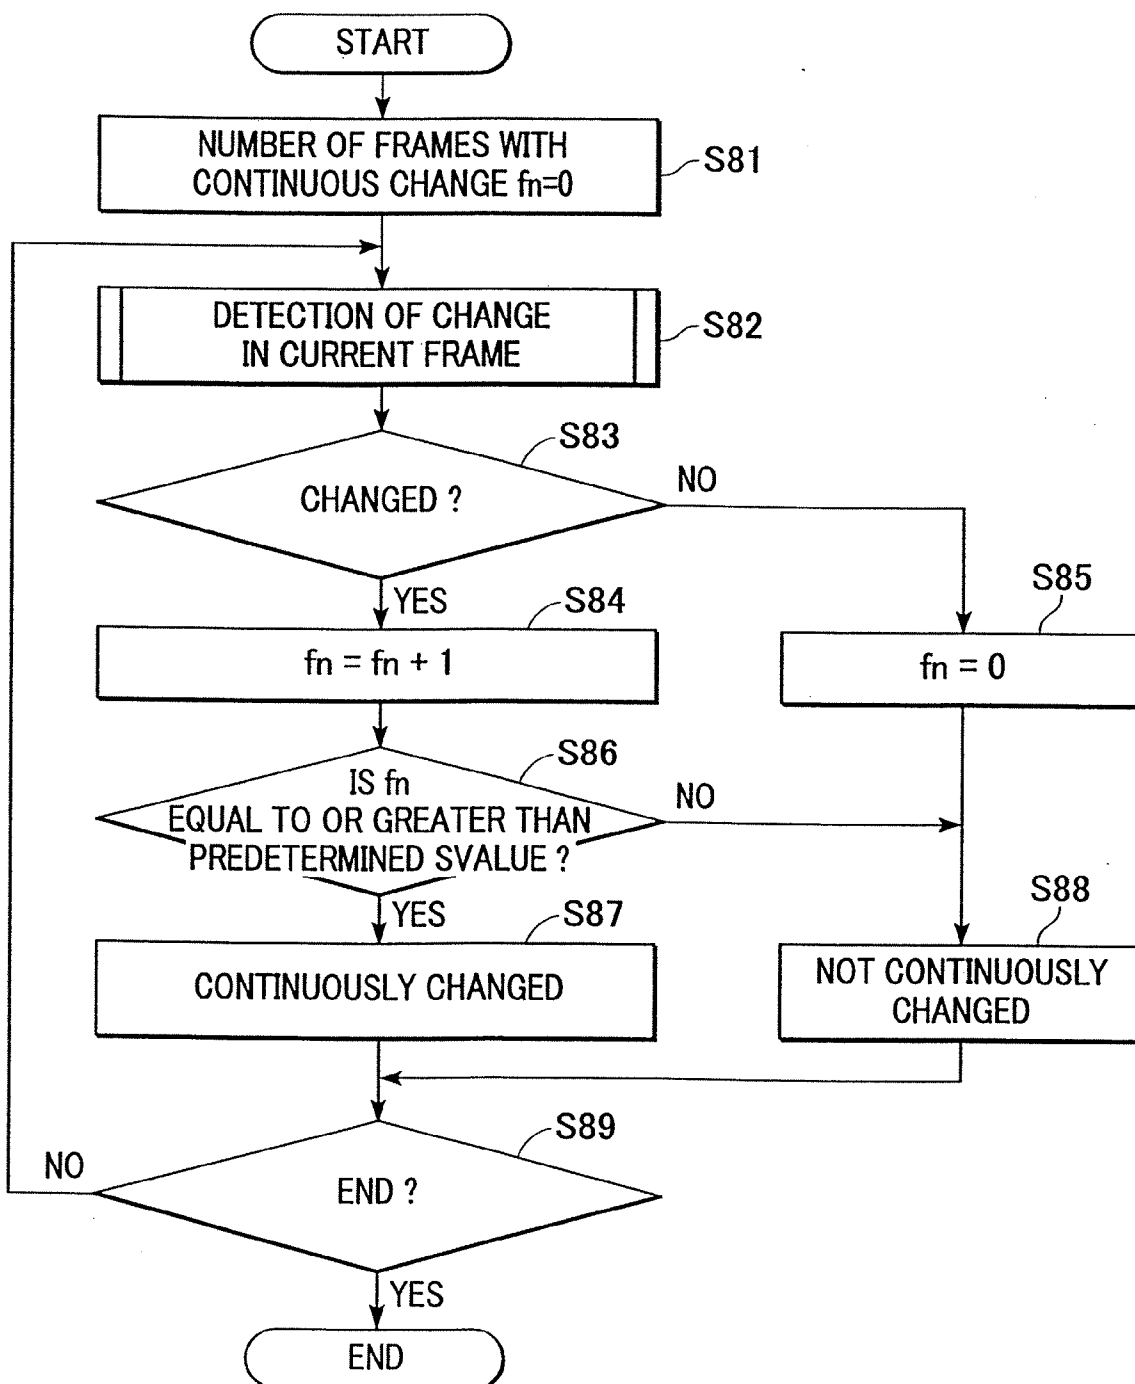 START
NUMBER OF FRAMES WITH
CONTINUOUS CHANGE fn=0
S81
DETECTION OF CHANGE
IN CURRENT FRAME
S82
S83
CHANGED ?
NO
YES
S84
S85
fn = fn + 1
fn = 0
S86
IS fn
EQUAL TO OR GREATER THAN
PREDETERMINED SVALUE ?
NO
YES
S87
S88
CONTINUOUSLY CHANGED
NOT CONTINUOUSLY
CHANGED
S89
NO
END ?
YES
END